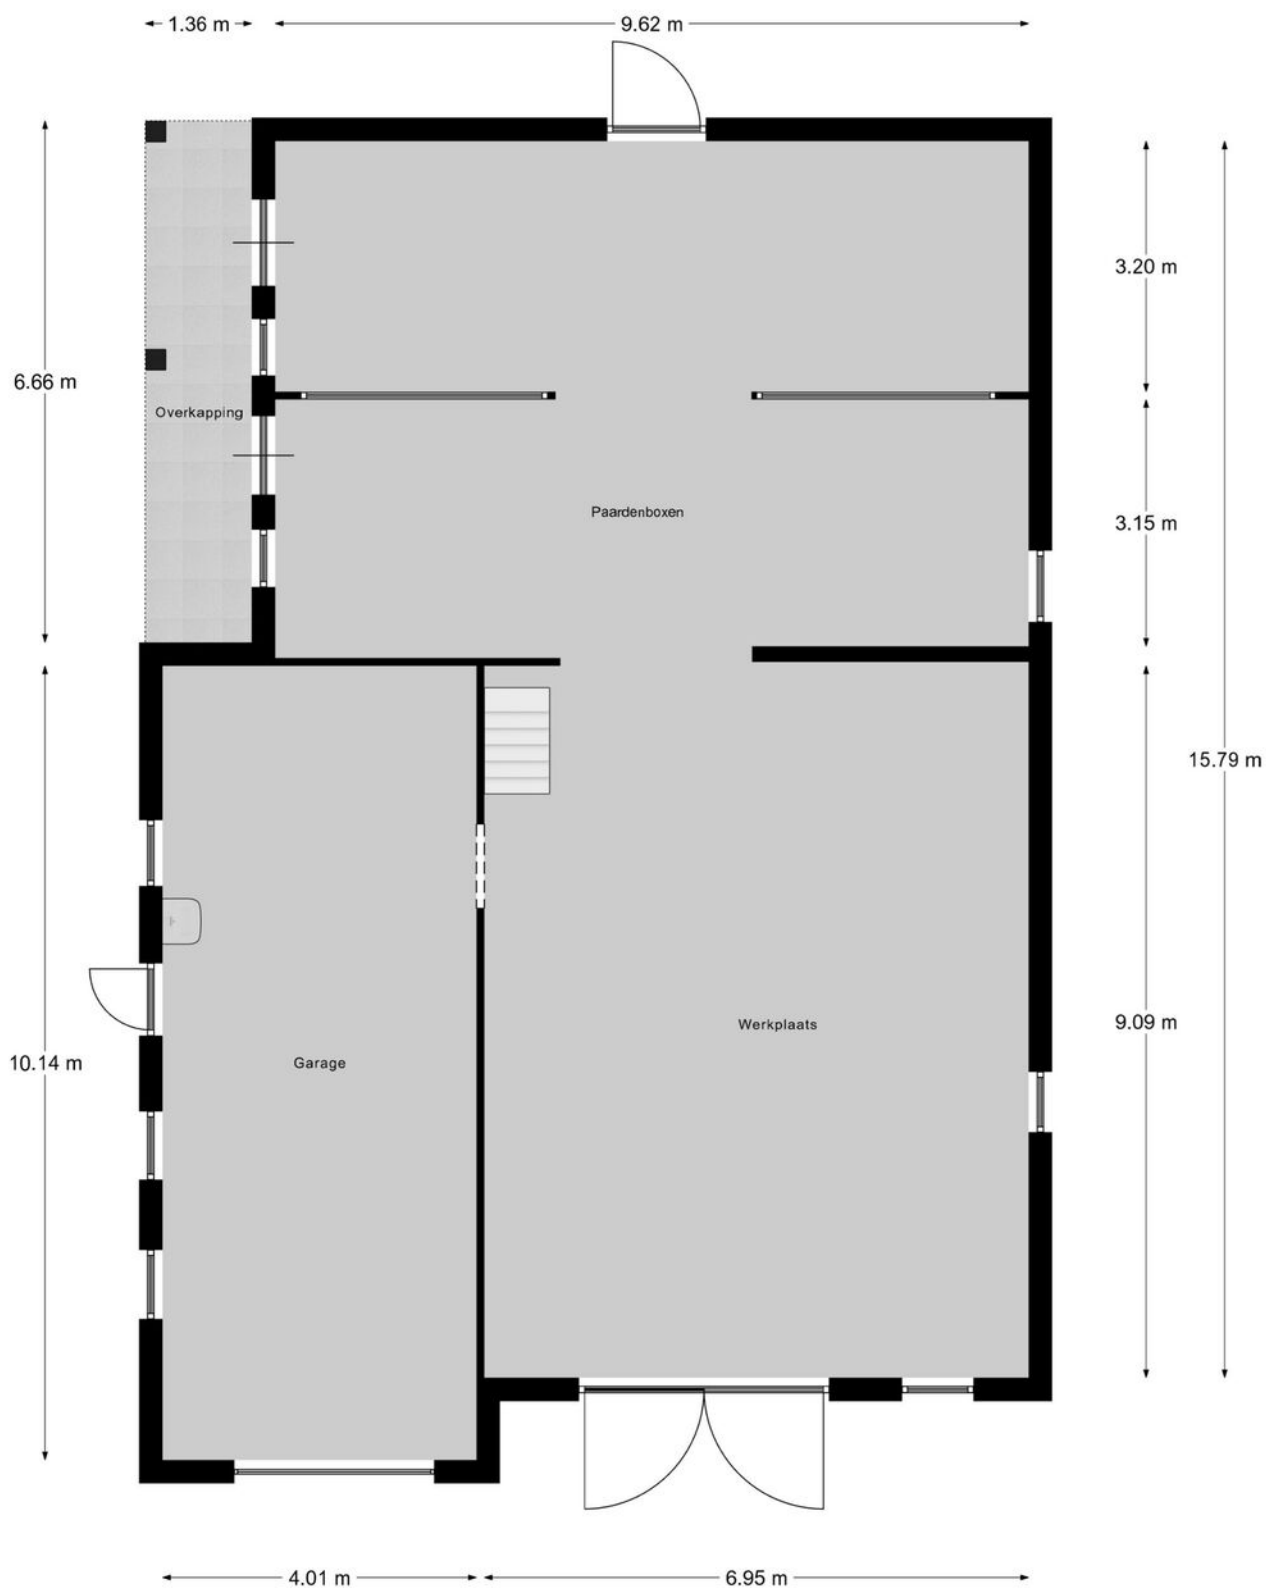 1.36 m
9.62 m
3.20 m
6.66 m
Overkapping
Paardenboxen
3.15 m
15.79 m
Werkplaats
9.09 m
10.14 m
Garage
4.01 m
6.95 m